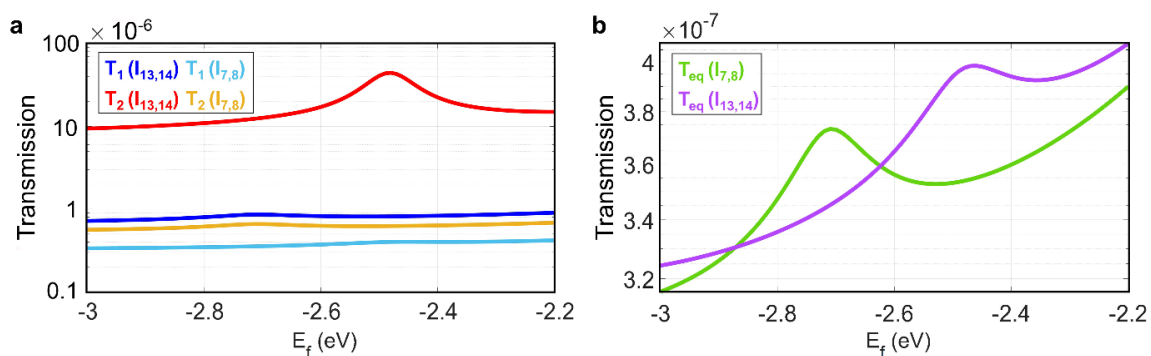 a
× 10⁻⁶
100
10
1
0.1
Transmission
T₁ (I₁₃,₁₄) T₁ (I₇,₈)
T₂ (I₁₃,₁₄) T₂ (I₇,₈)
-3 -2.8 -2.6 -2.4 -2.2
E_f (eV)
b
×10⁻⁷
4
3.8
3.6
3.4
3.2
Transmission
T_eq (I₇,₈)
T_eq (I₁₃,₁₄)
-3 -2.8 -2.6 -2.4 -2.2
E_f (eV)